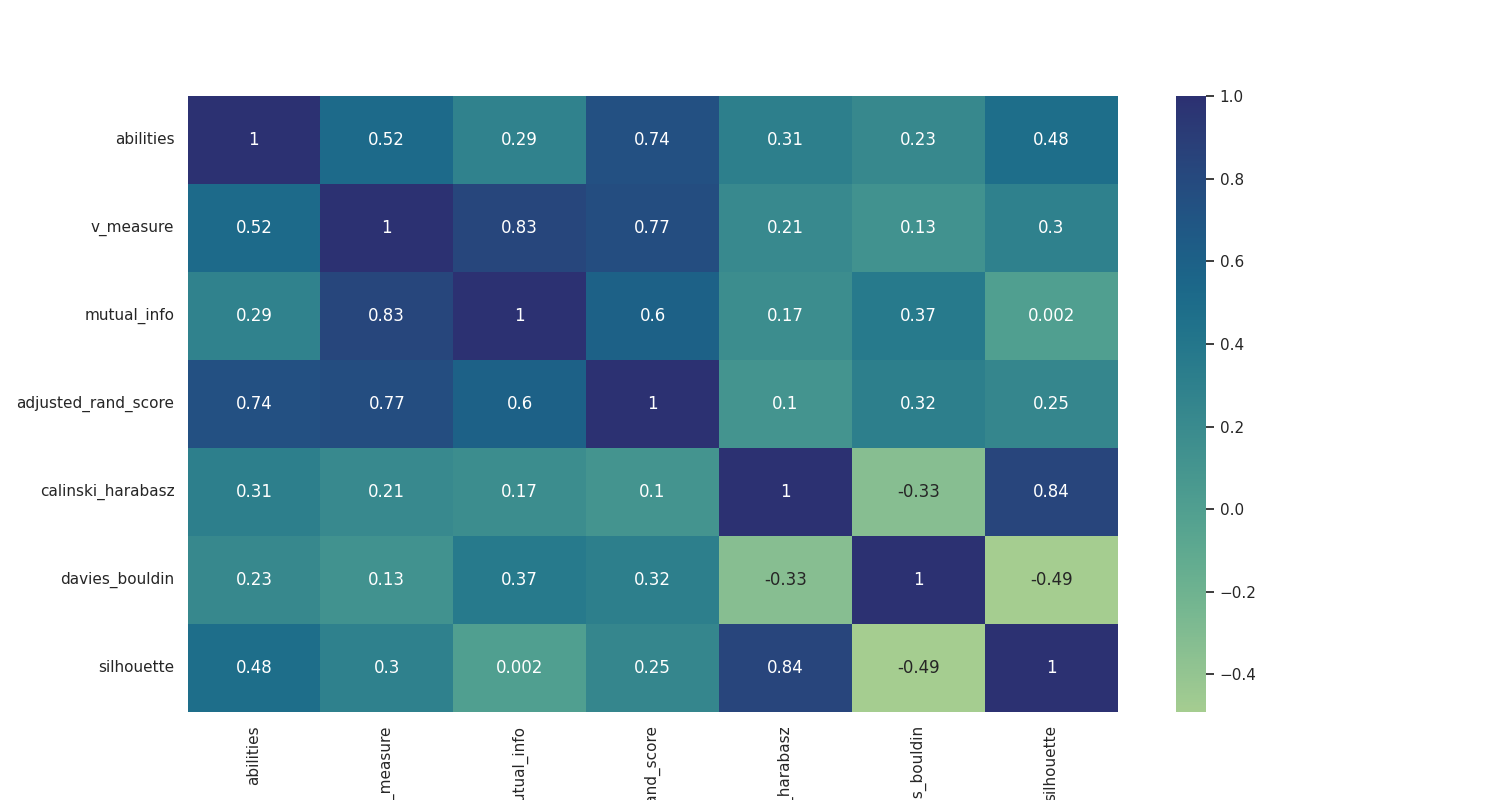 abilities 1 0.52 0.29 0.74 0.31 0.23 0.48 1.0
v_measure 0.52 1 0.83 0.77 0.21 0.13 0.3 0.8
mutual_info 0.29 0.83 1 0.6 0.17 0.37 0.002 0.6
adjusted_rand_score 0.74 0.77 0.6 1 0.1 0.32 0.25 0.4
0.2
calinski_harabasz 0.31 0.21 0.17 0.1 1 -0.33 0.84 0.0
davies_bouldin 0.23 0.13 0.37 0.32 -0.33 1 -0.49 −0.2
silhouette 0.48 0.3 0.002 0.25 0.84 -0.49 1 −0.4
abilities
_measure
utual_info
and_score
_harabasz
s_bouldin
silhouette